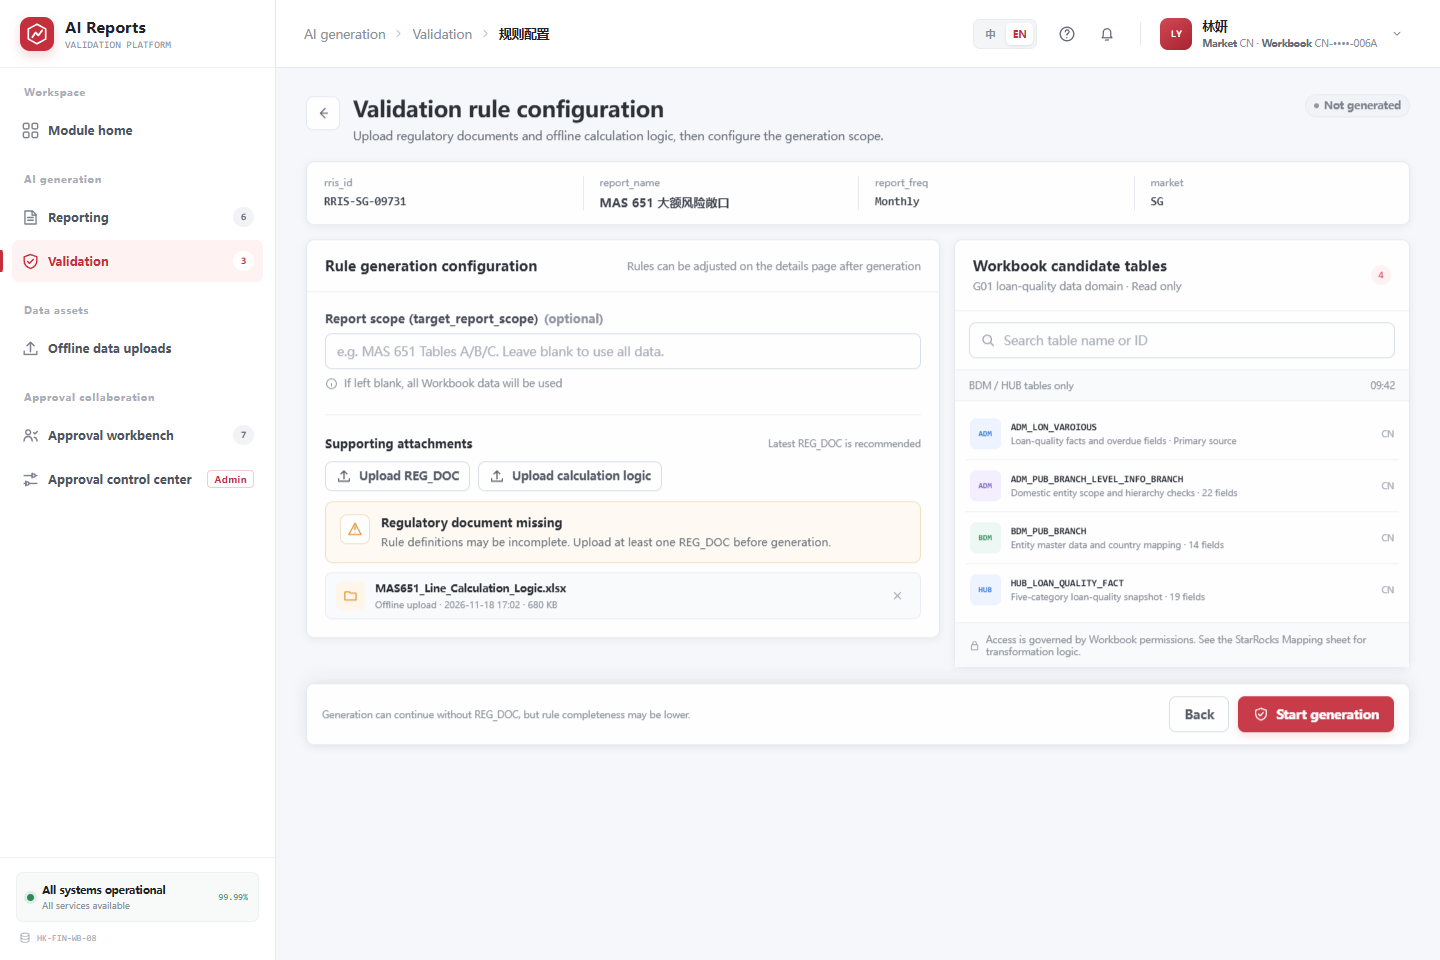 AI Reports
VALIDATION PLATFORM
Workspace
Module home
AI generation
Reporting 6
Validation 3
Data assets
Offline data uploads
Approval collaboration
Approval workbench 7
Approval control center Admin
All systems operational
All services available
99.99%
HK-FIN-WB-08
AI generation > Validation > 规则配置
中 EN
LY
林妍
Market CN · Workbook CN-••••-006A
Validation rule configuration
Upload regulatory documents and offline calculation logic, then configure the generation scope.
Not generated
rris_id
RRIS-SG-09731
report_name
MAS 651 大额风险敞口
report_freq
Monthly
market
SG
Rule generation configuration
Rules can be adjusted on the details page after generation
Report scope (target_report_scope) (optional)
e.g. MAS 651 Tables A/B/C. Leave blank to use all data.
If left blank, all Workbook data will be used
Supporting attachments
Latest REG_DOC is recommended
Upload REG_DOC
Upload calculation logic
Regulatory document missing
Rule definitions may be incomplete. Upload at least one REG_DOC before generation.
MAS651_Line_Calculation_Logic.xlsx
Offline upload · 2026-11-18 17:02 · 680 KB
Workbook candidate tables
G01 loan-quality data domain · Read only
4
Search table name or ID
BDM / HUB tables only 09:42
ADM
ADM_LON_VAROIOUS
Loan-quality facts and overdue fields · Primary source
CN
ADM
ADM_PUB_BRANCH_LEVEL_INFO_BRANCH
Domestic entity scope and hierarchy checks · 22 fields
CN
BDM
BDM_PUB_BRANCH
Entity master data and country mapping · 14 fields
CN
HUB
HUB_LOAN_QUALITY_FACT
Five-category loan-quality snapshot · 19 fields
CN
Access is governed by Workbook permissions. See the StarRocks Mapping sheet for
transformation logic.
Generation can continue without REG_DOC, but rule completeness may be lower.
Back
Start generation